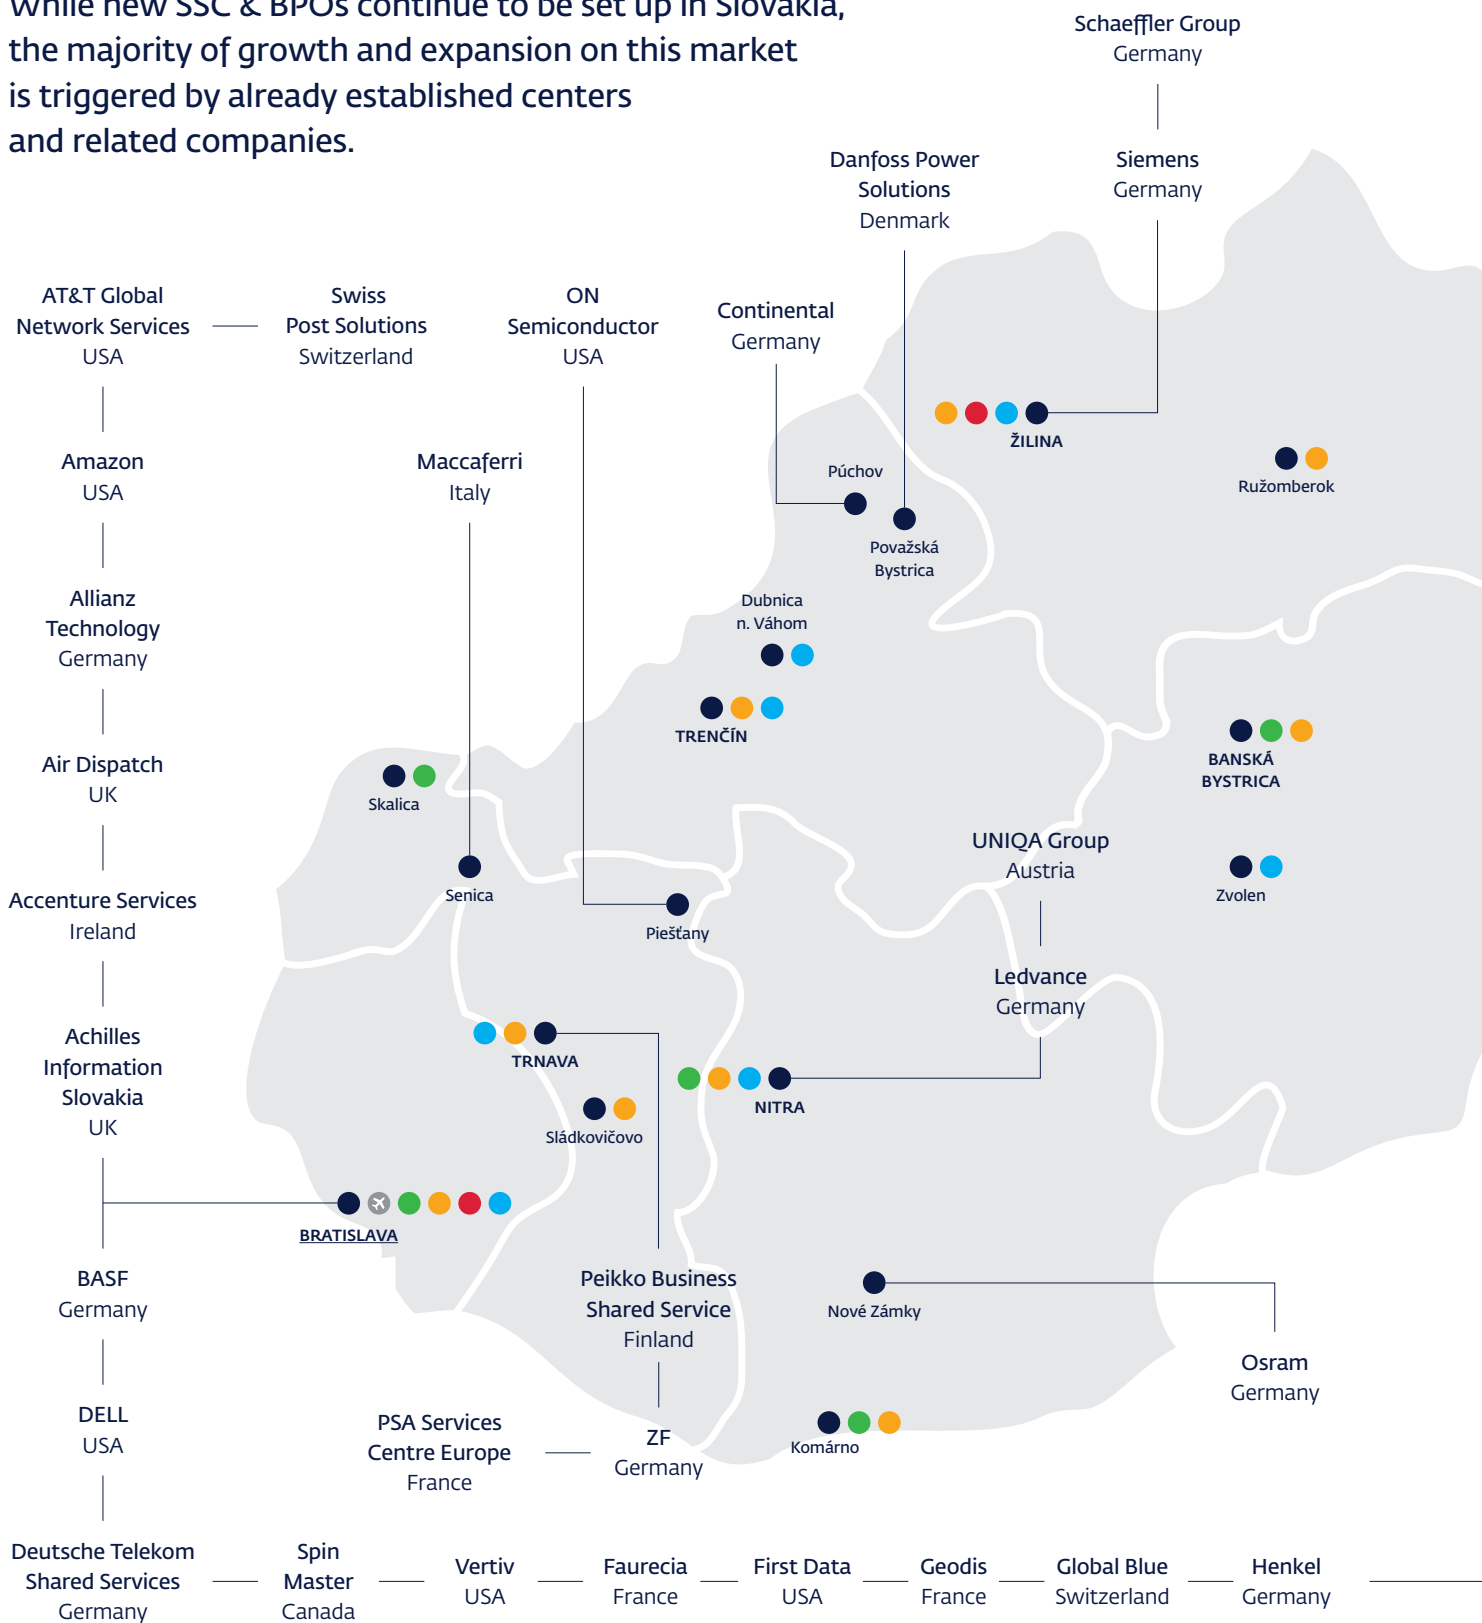 While new SSC & BPOs continue to be set up in Slovakia,
the majority of growth and expansion on this market
is triggered by already established centers
and related companies.
Schaeffler Group
Germany
Siemens
Germany
Danfoss Power
Solutions
Denmark
Continental
Germany
ON
Semiconductor
USA
Swiss
Post Solutions
Switzerland
AT&T Global
Network Services
USA
Amazon
USA
Allianz
Technology
Germany
Air Dispatch
UK
Accenture Services
Ireland
Achilles
Information
Slovakia
UK
BASF
Germany
DELL
USA
Deutsche Telekom
Shared Services
Germany
Spin
Master
Canada
Vertiv
USA
Faurecia
France
First Data
USA
Geodis
France
Global Blue
Switzerland
Henkel
Germany
Maccaferri
Italy
ŽILINA
Ružomberok
Púchov
Považská
Bystrica
Dubnica
n. Váhom
TRENČÍN
BANSKÁ
BYSTRICA
Skalica
Senica
Piešťany
UNIQA Group
Austria
Zvolen
Ledvance
Germany
TRNAVA
NITRA
Sládkovičovo
BRATISLAVA
Peikko Business
Shared Service
Finland
Nové Zámky
Osram
Germany
PSA Services
Centre Europe
France
ZF
Germany
Komárno